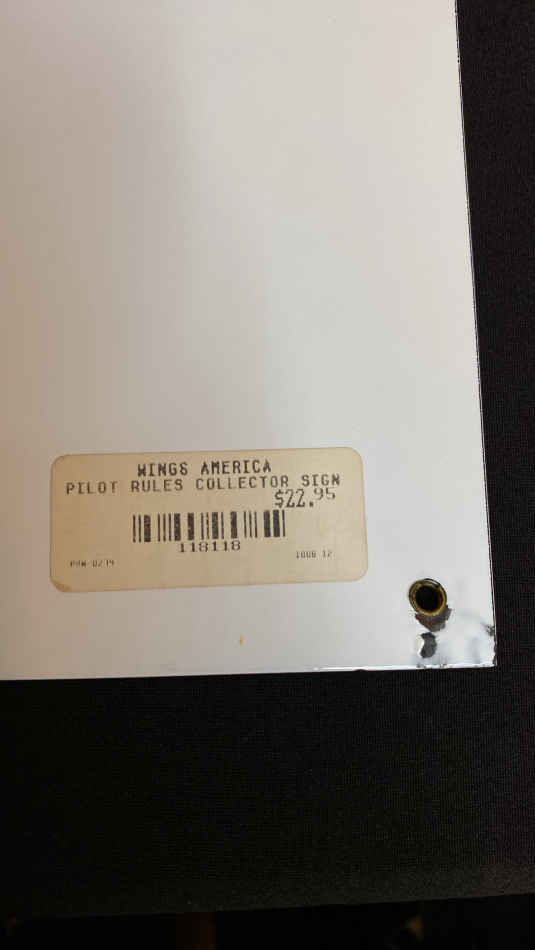 WINGS AMERICA
PILOT RULES COLLECTOR SIGN
$22.95
118118